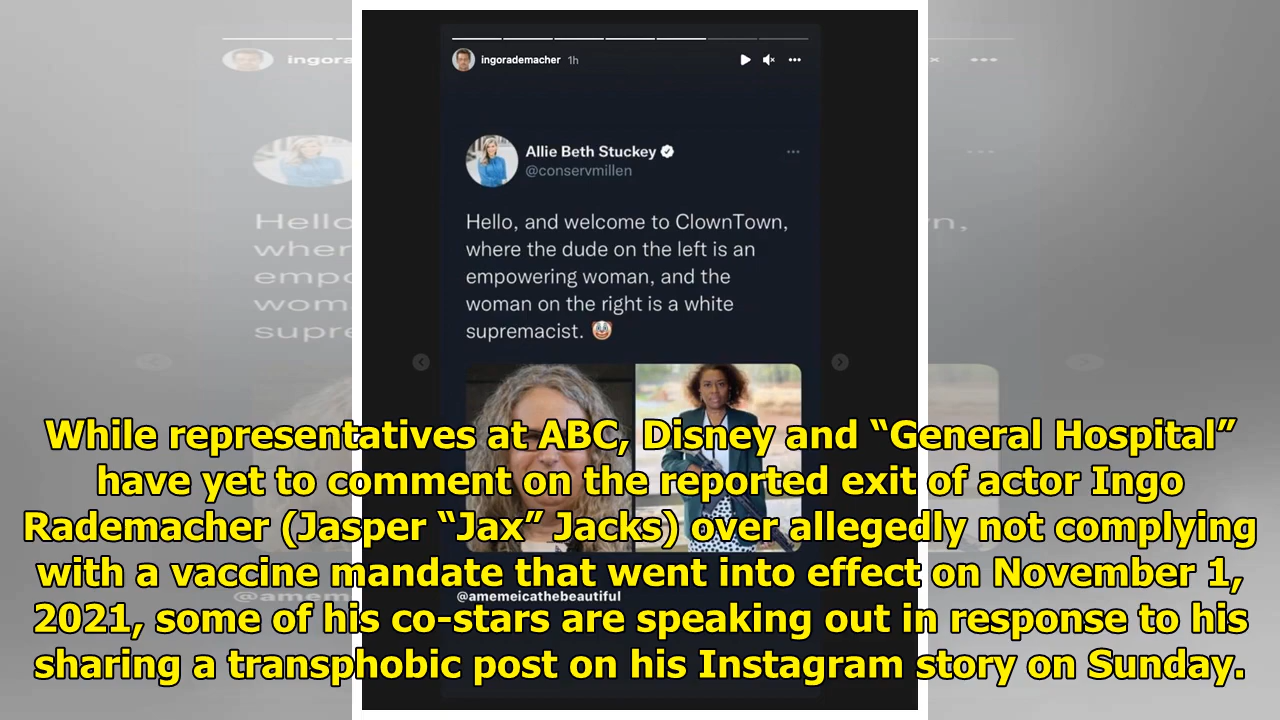 ingorademacher 1h
Allie Beth Stuckey
@conservmillen
Hello, and welcome to ClownTown,
where the dude on the left is an
empowering woman, and the
woman on the right is a white
supremacist. 🤡
While representatives at ABC, Disney and “General Hospital”
have yet to comment on the reported exit of actor Ingo
Rademacher (Jasper “Jax” Jacks) over allegedly not complying
with a vaccine mandate that went into effect on November 1,
@amemeicathebeautiful
2021, some of his co-stars are speaking out in response to his
sharing a transphobic post on his Instagram story on Sunday.